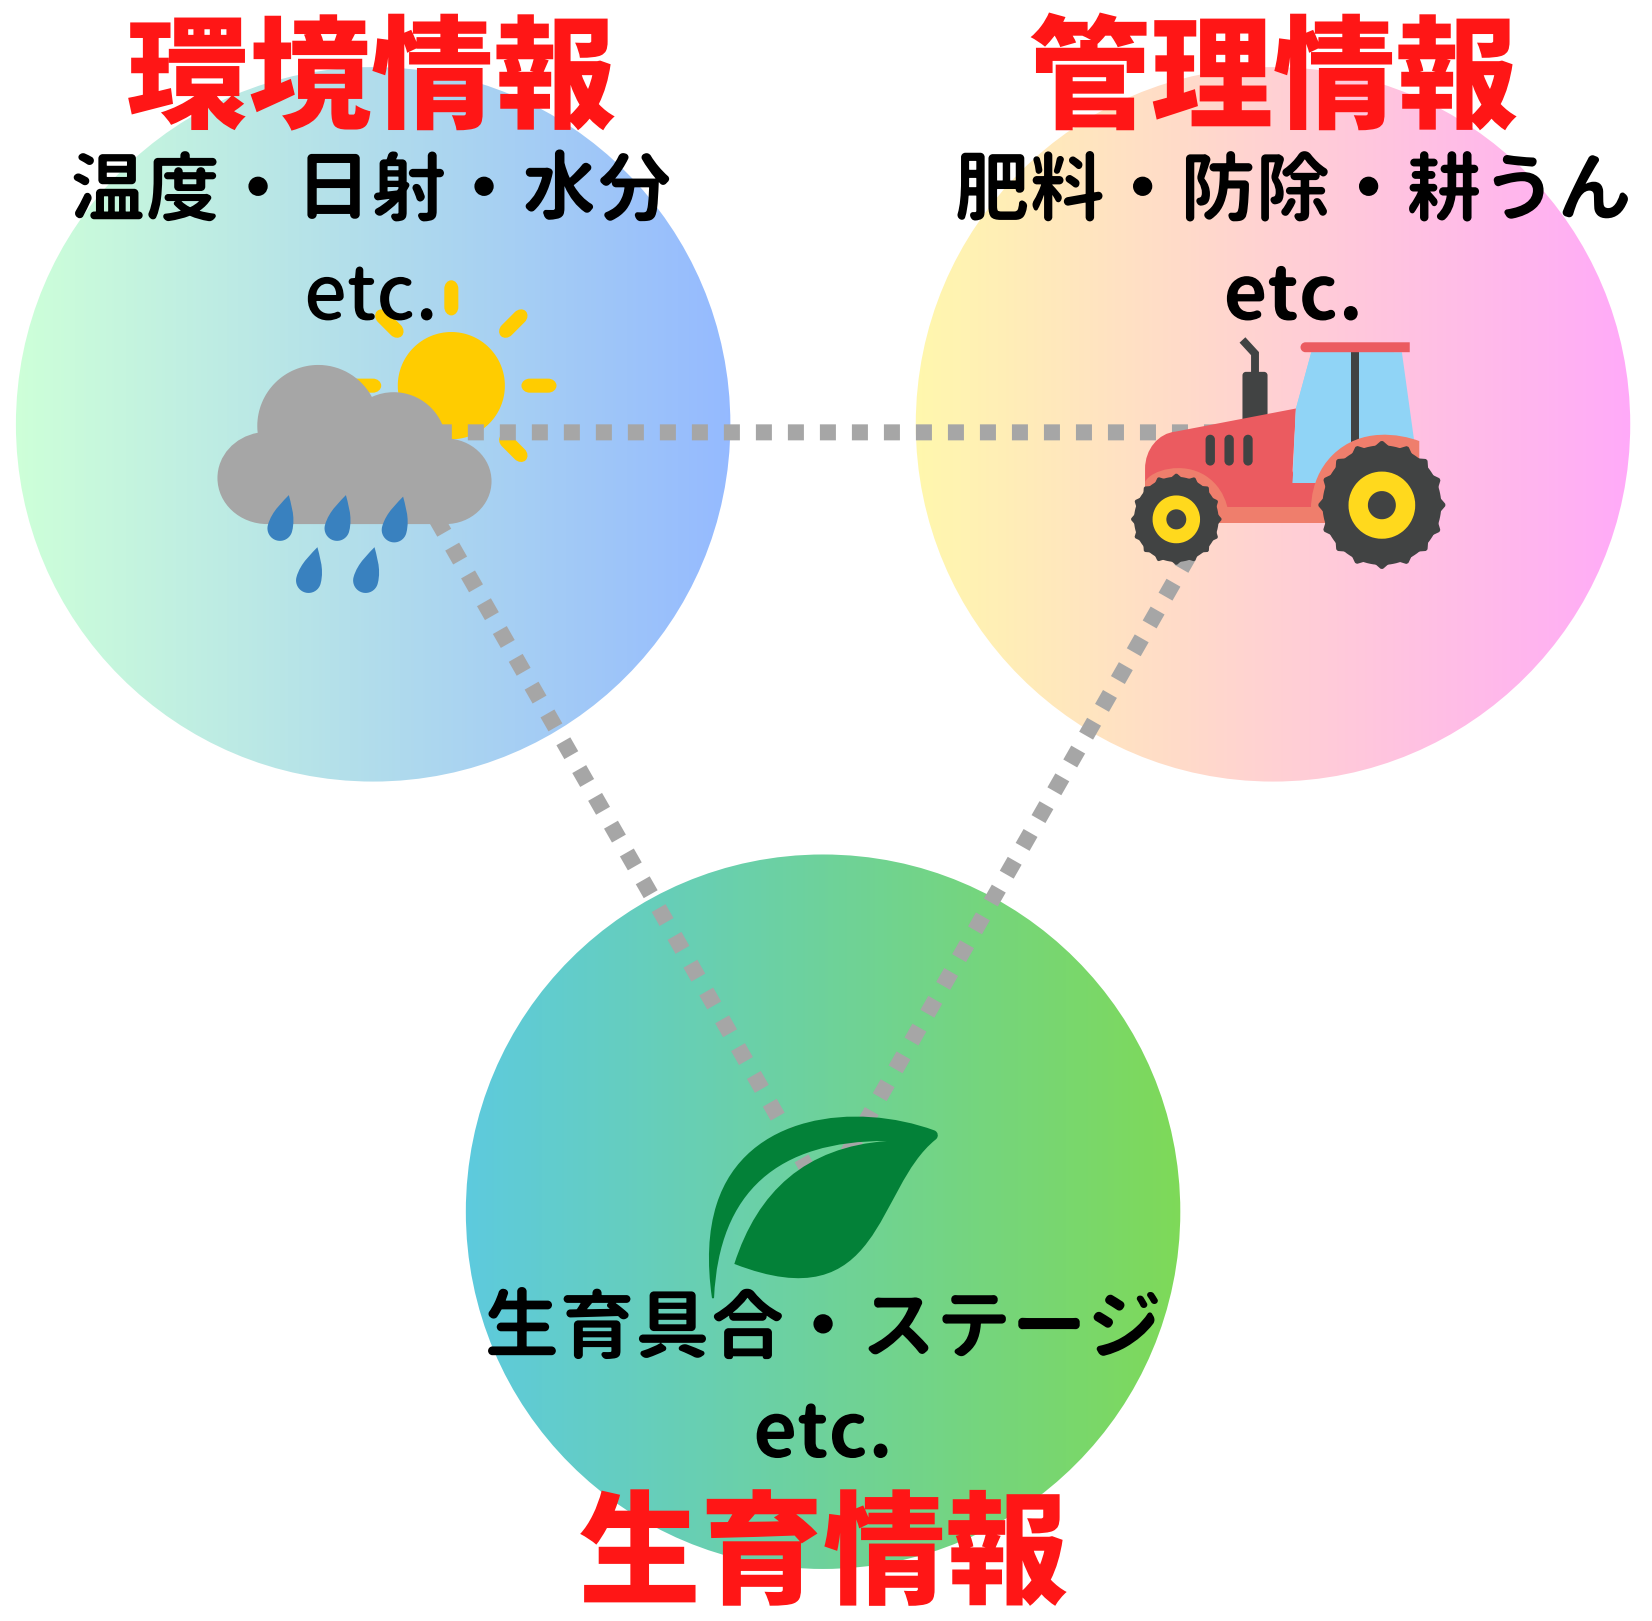 環境情報
温度・日射・水分
etc.
管理情報
肥料・防除・耕うん
etc.
生育具合・ステージ
etc.
生育情報